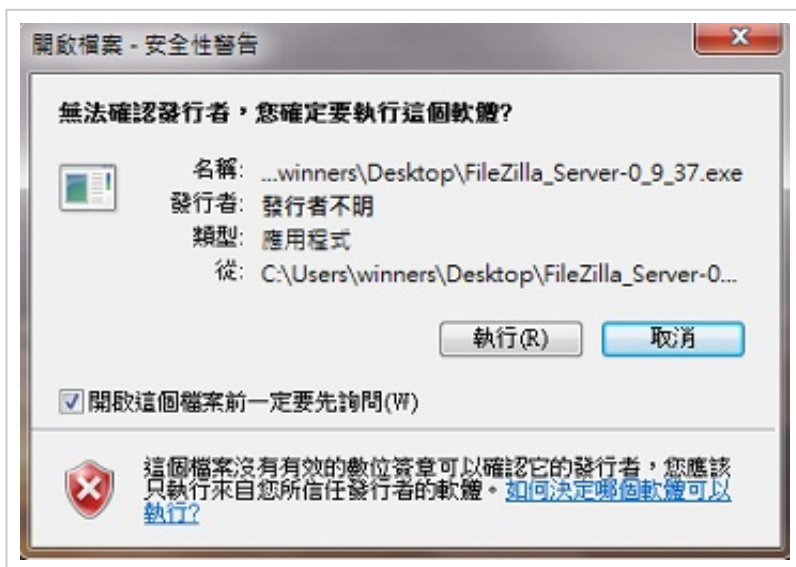 開啟檔案 - 安全性警告
無法確認發行者，您確定要執行這個軟體?
名稱: ...winners\Desktop\FileZilla_Server-0_9_37.exe
發行者: 發行者不明
類型: 應用程式
從: C:\Users\winners\Desktop\FileZilla_Server-0...
執行(R) 取消
開啟這個檔案前一定要先詢問(W)
這個檔案沒有有效的數位簽章可以確認它的發行者，您應該
只執行來自您所信任發行者的軟體。如何決定哪個軟體可以
執行?